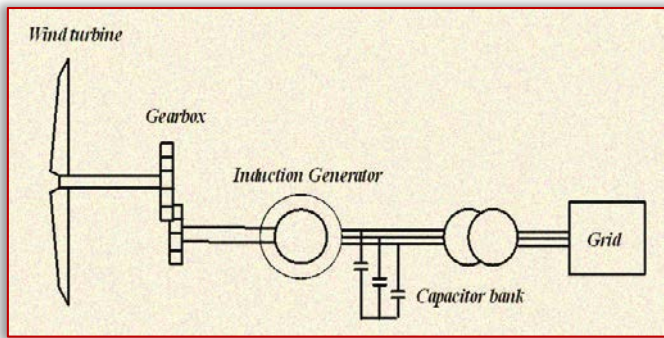 Wind turbine
Gearbox
Induction Generator
Grid
Capacitor bank